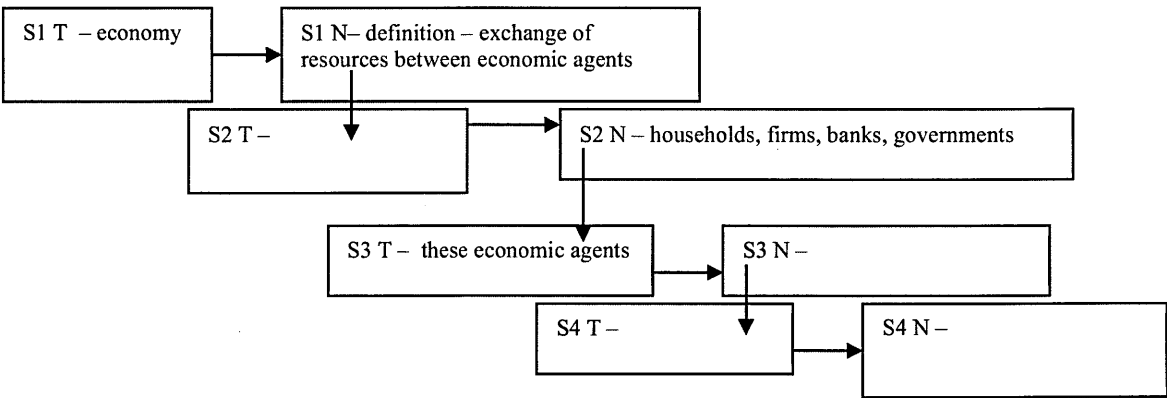 S1 T – economy
S1 N– definition – exchange of
resources between economic agents
S2 T –
S2 N – households, firms, banks, governments
S3 T – these economic agents
S3 N –
S4 T –
S4 N –